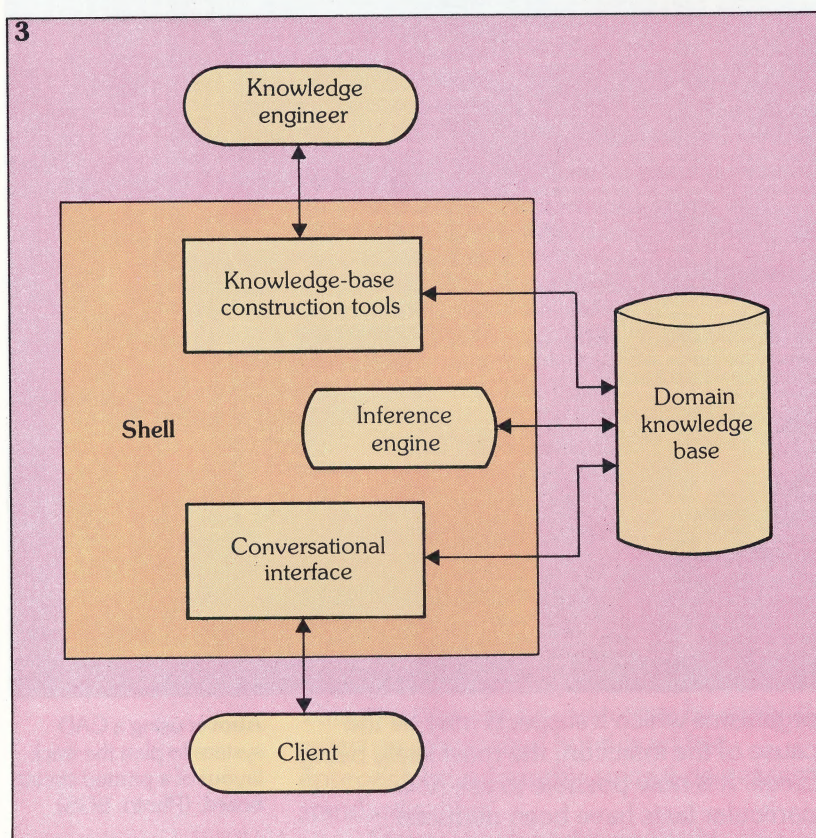 3
Knowledge
engineer
Knowledge-base
construction tools
Shell
Inference
engine
Domain
knowledge
base
Conversational
interface
Client